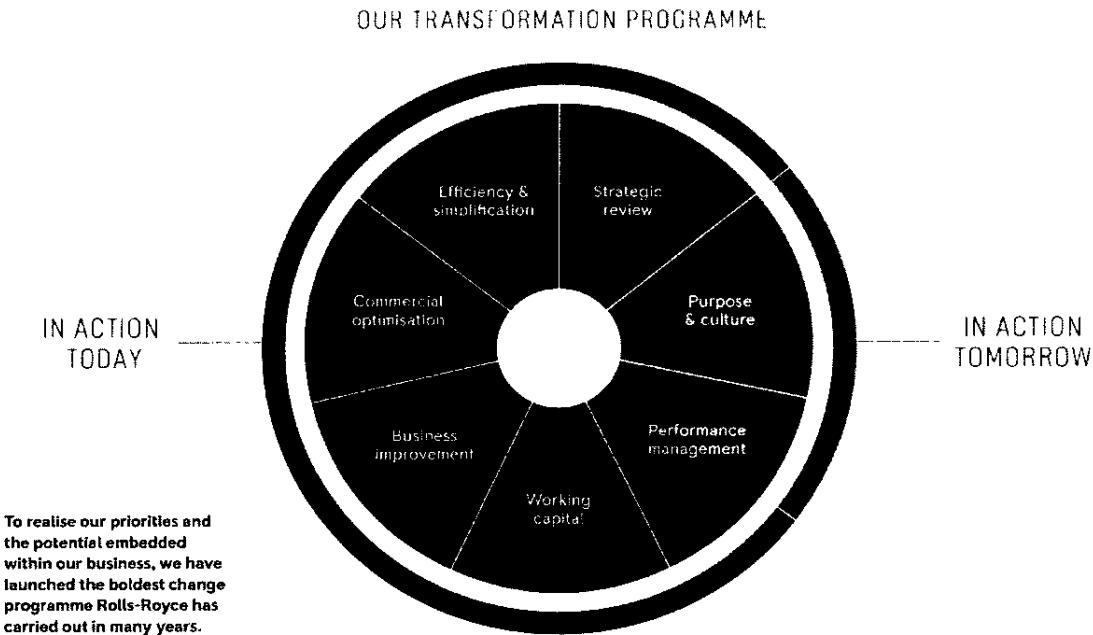 OUR TRANSFORMATION PROGRAMME
Efficiency &
simplification
Strategic
review
Commercial
optimisation
Purpose
& culture
IN ACTION
TODAY
IN ACTION
TOMORROW
Business
improvement
Performance
management
Working
capital
To realise our priorities and
the potential embedded
within our business, we have
launched the boldest change
programme Rolls-Royce has
carried out in many years.